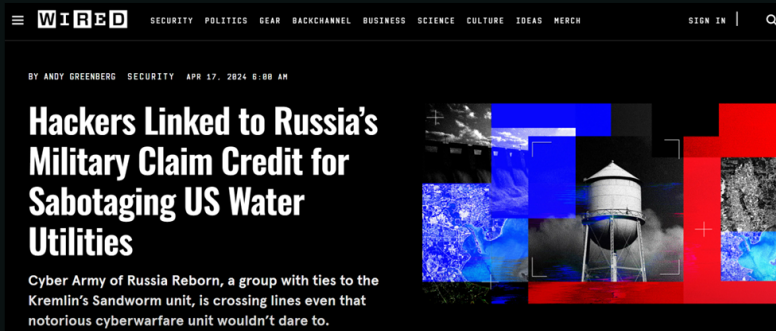 WIRED
SECURITY POLITICS GEAR BACKCHANNEL BUSINESS SCIENCE CULTURE IDEAS MERCH
SIGN IN
BY ANDY GREENBERG SECURITY APR 17, 2024 6:00 AM
Hackers Linked to Russia's
Military Claim Credit for
Sabotaging US Water
Utilities
Cyber Army of Russia Reborn, a group with ties to the
Kremlin's Sandworm unit, is crossing lines even that
notorious cyberwarfare unit wouldn't dare to.